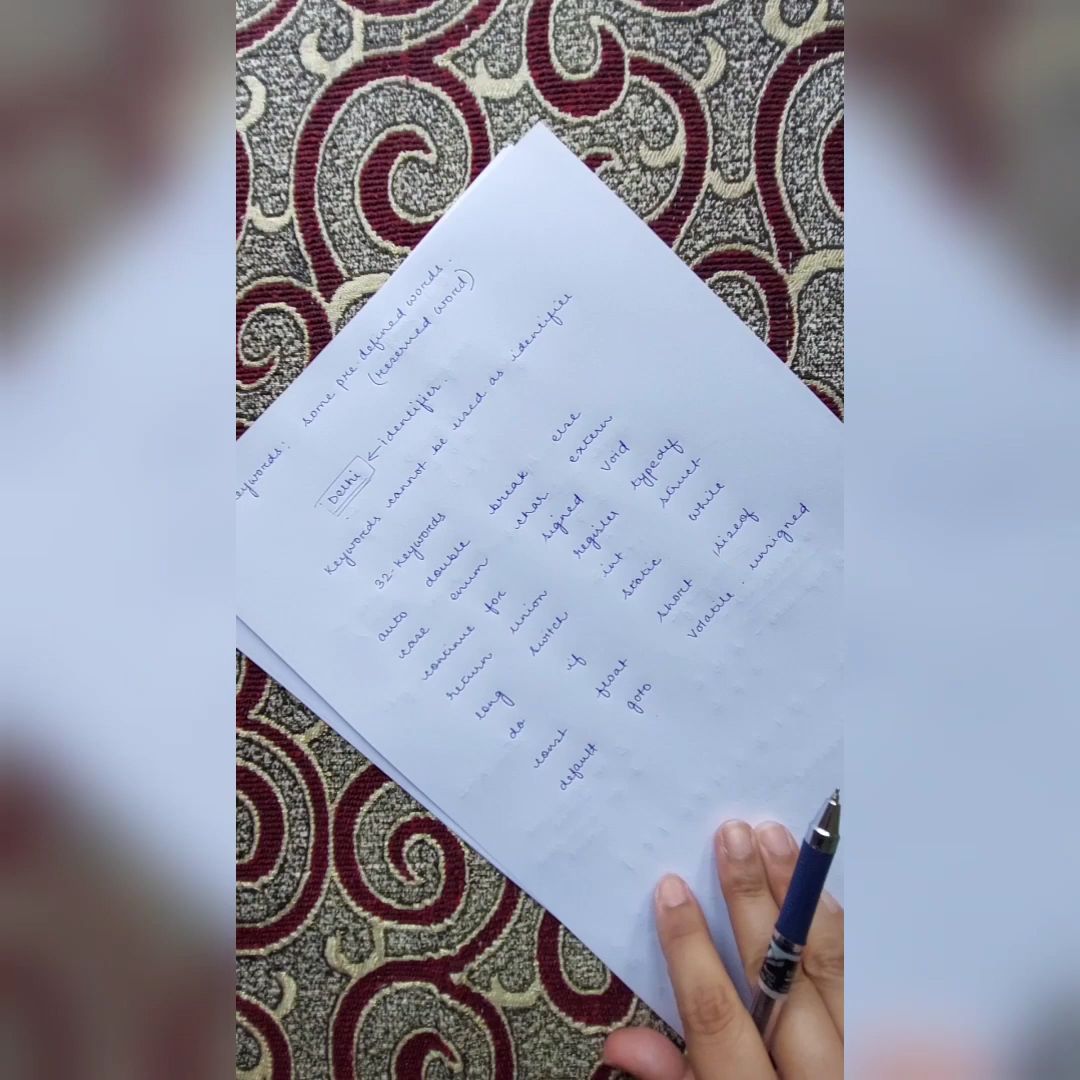 eywords: some pre defined words.
(reserved word)
Delhi ← identifier.
Keywords cannot be used as identifier
32-keywords
auto double break else
case enum char extern
continue for signed void
return union register typedef
long switch int struct
do if static while
const float short sizeof
default goto volatile. unsigned